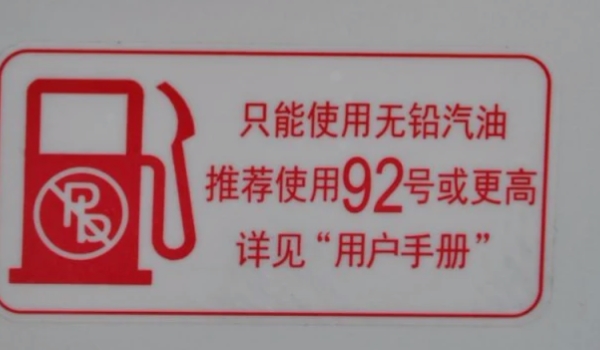 只能使用无铅汽油
推荐使用92号或更高
详见“用户手册”
Pb